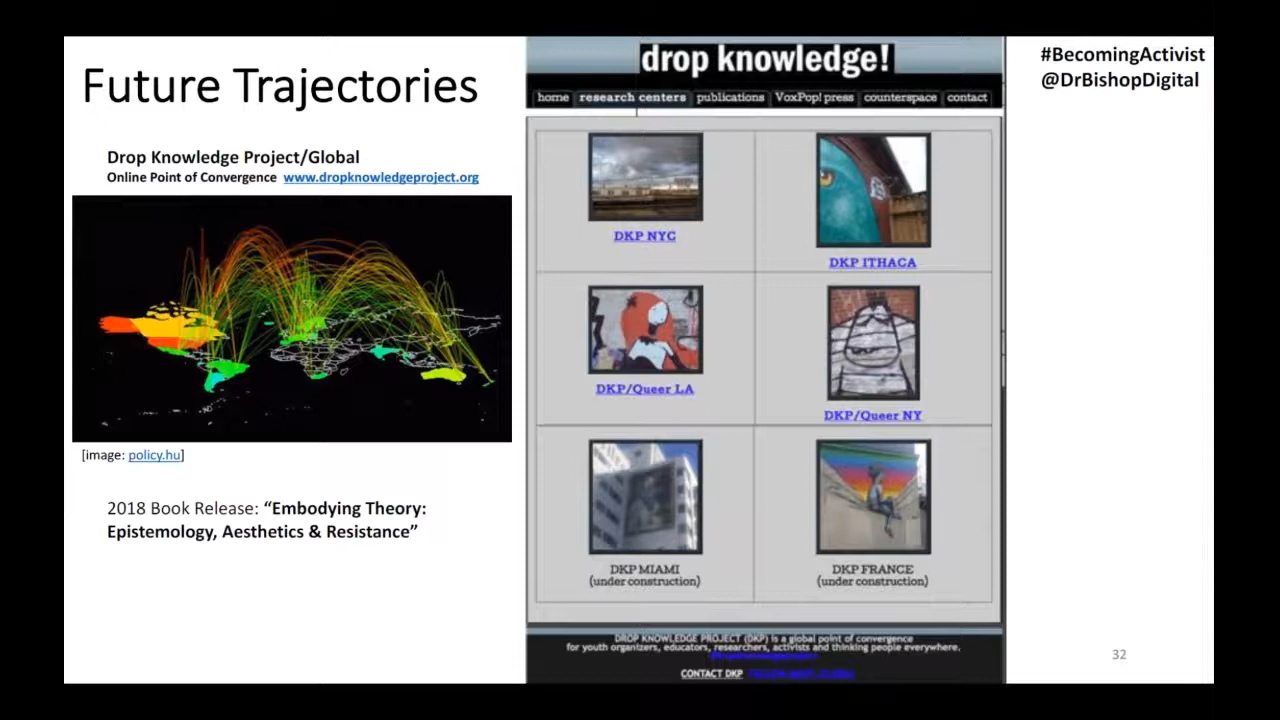 Future Trajectories
Drop Knowledge Project/Global
Online Point of Convergence www.dropknowledgeproject.org
[image: policy.hu]
2018 Book Release: “Embodying Theory:
Epistemology, Aesthetics & Resistance”
drop knowledge!
home research centers publications VoxPop! press counterspace contact
DKP NYC
DKP ITHACA
DKP/Queer LA
DKP/Queer NY
DKP MIAMI
(under construction)
DKP FRANCE
(under construction)
DROP KNOWLEDGE PROJECT (DKP) is a global point of convergence
for youth organizers, educators, researchers, activists and thinking people everywhere.
CONTACT DKP
#BecomingActivist
@DrBishopDigital
32